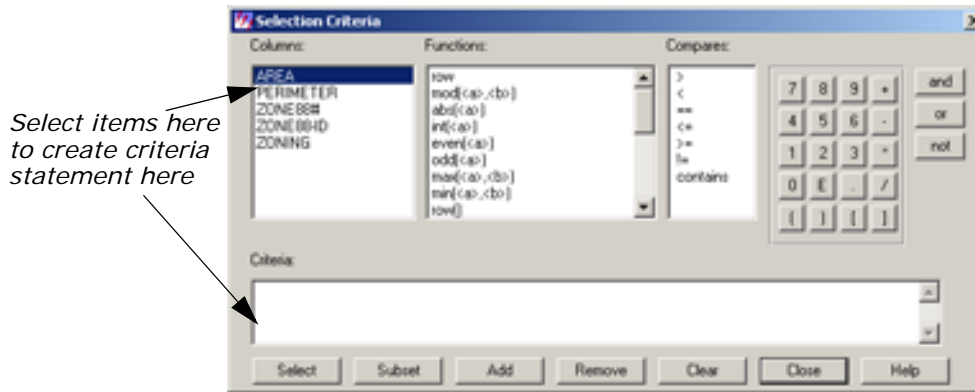 Selection Criteria
Columns:
Functions:
Compares:
AREA
PERIMETER
ZONE88#
ZONE88-ID
ZONING
row
mod(<a>,<b>)
abs(<a>)
int(<a>)
even(<a>)
odd(<a>)
max(<a>,<b>)
min(<a>,<b>)
row()
>
<
==
<=
>=
!=
contains
7 8 9 +
4 5 6 -
1 2 3 *
0 E . /
( ) [ ]
and
or
not
Select items here
to create criteria
statement here
Criteria:
Select Subset Add Remove Clear Close Help